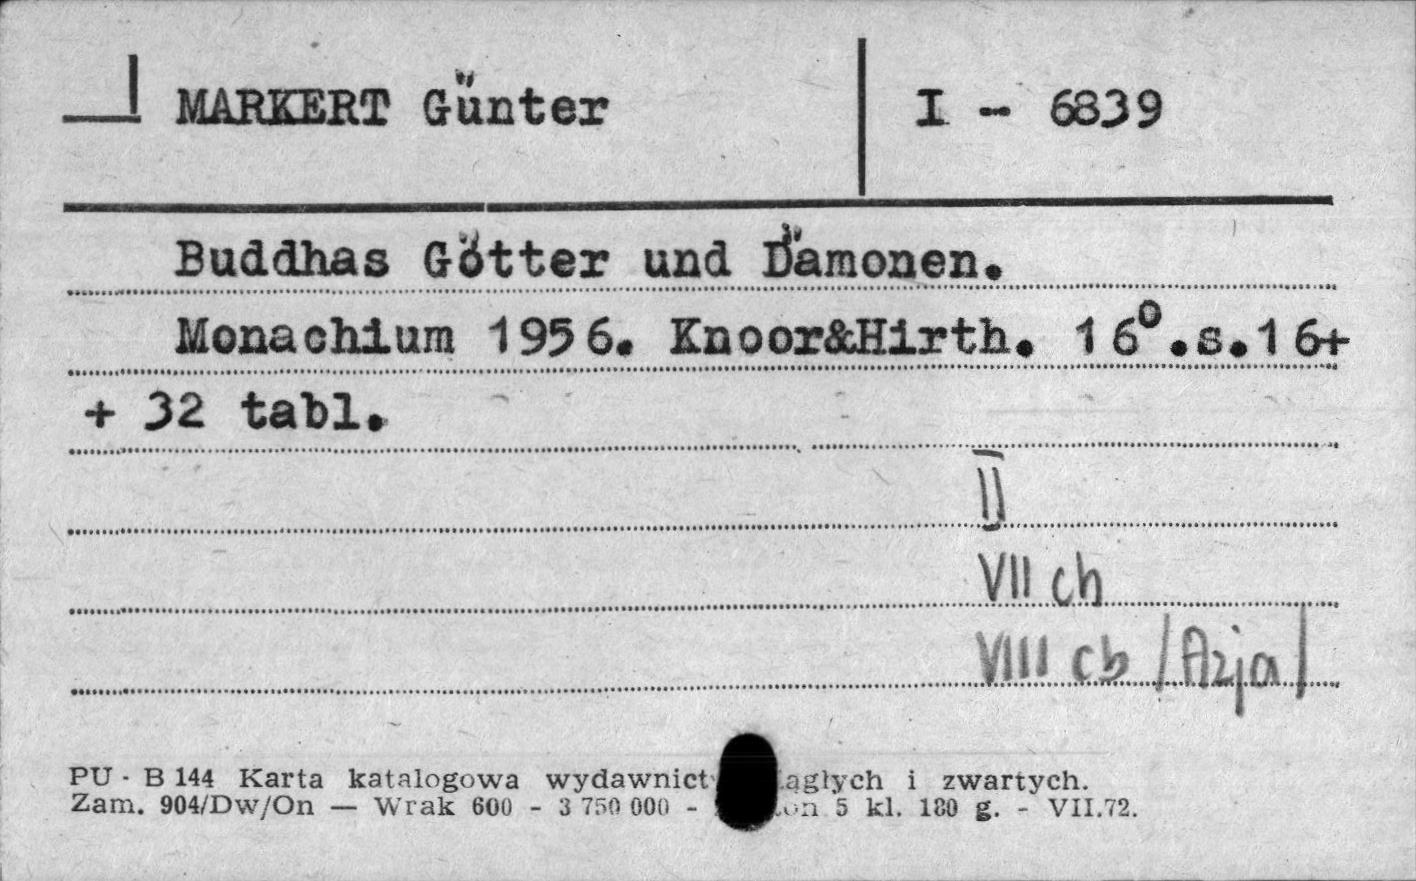 MARKERT Günter
I - 6839
Buddhas Götter und Dämonen.
Monachium 1956. Knoor&Hirth. 16⁰.s.16+
+ 32 tabl.
II
VII ch
VIII cb /Azja/
PU - B 144 Karta katalogowa i zwartych.
Zam. 904/Dw/On — Wrak 600 - 3 750 000 - 5 kl. 180 g. - VII.72.